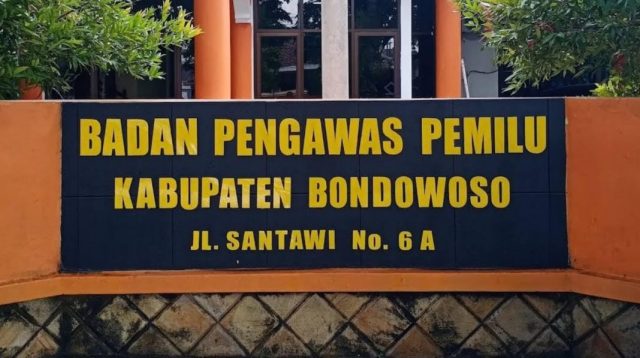 BADAN PENGAWAS PEMILU
KABUPATEN BONDOWOSO
JL. SANTAWI No. 6 A